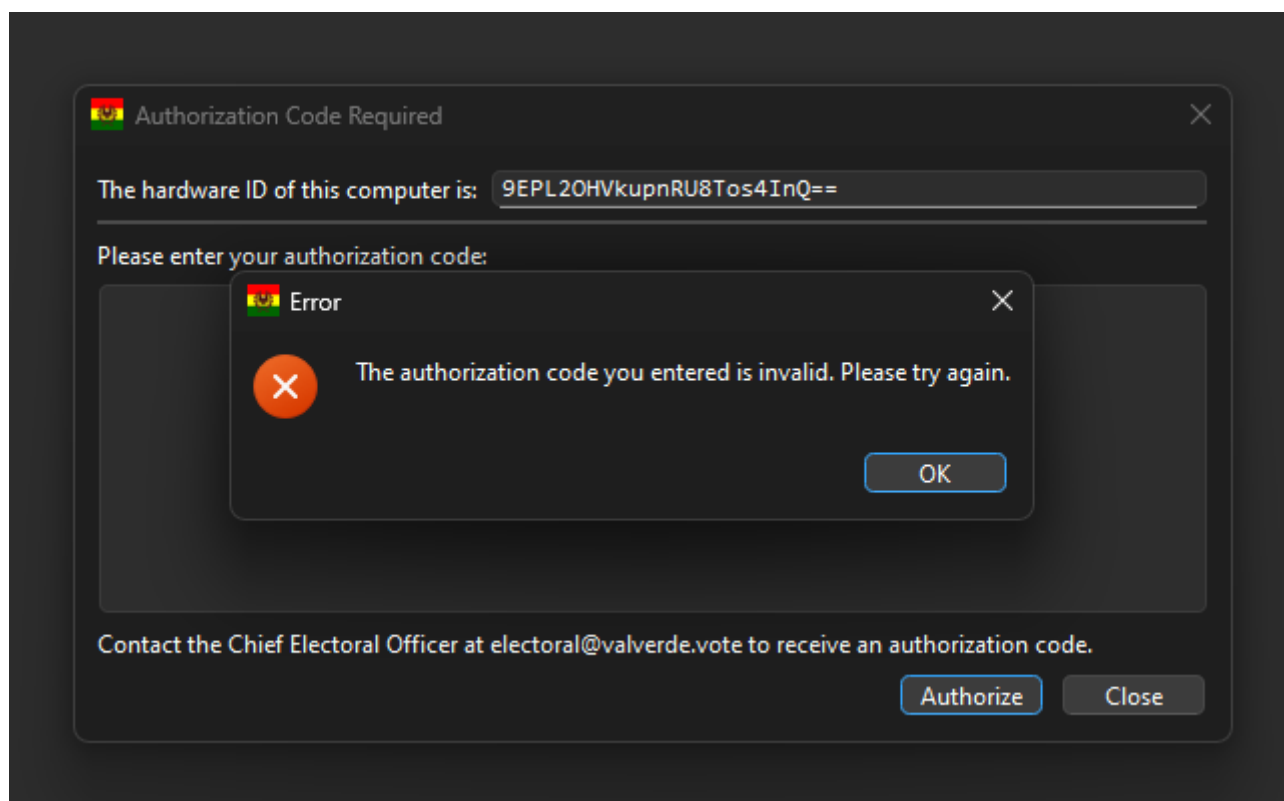 Authorization Code Required
The hardware ID of this computer is: 9EPL2OHVkupnRU8Tos4InQ==
Please enter your authorization code:
Error
The authorization code you entered is invalid. Please try again.
OK
Contact the Chief Electoral Officer at electoral@valverde.vote to receive an authorization code.
Authorize Close